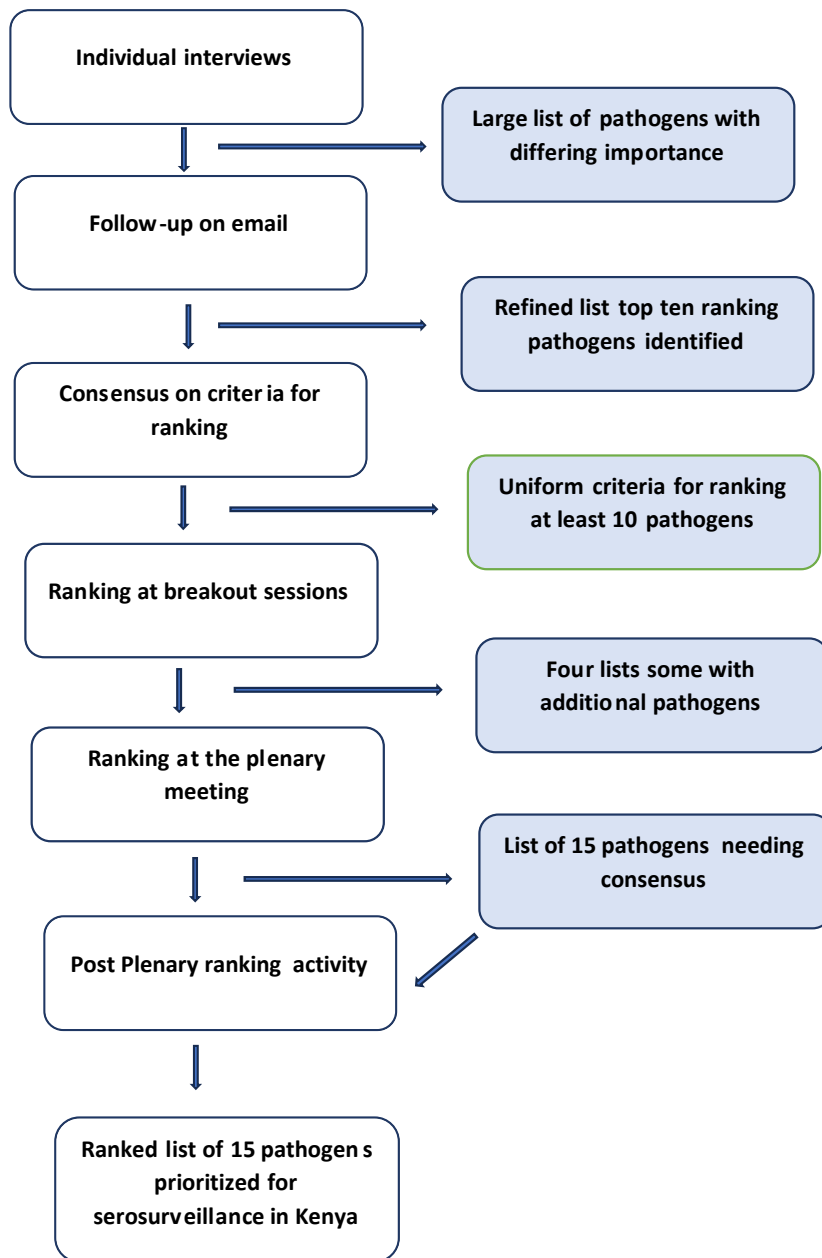 Individual interviews
Large list of pathogens with
differing importance
Follow-up on email
Refined list top ten ranking
pathogens identified
Consensus on criteria for
ranking
Uniform criteria for ranking
at least 10 pathogens
Ranking at breakout sessions
Four lists some with
additional pathogens
Ranking at the plenary
meeting
List of 15 pathogens needing
consensus
Post Plenary ranking activity
Ranked list of 15 pathogens
prioritized for
serosurveillance in Kenya